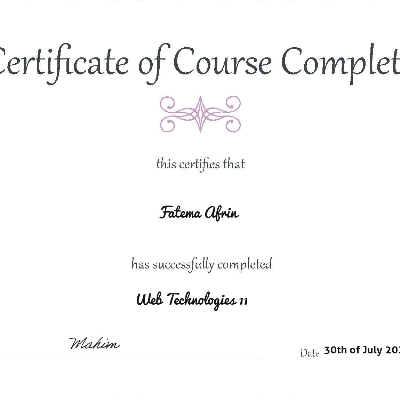 Certificate of Course Complet
this certifies that
Fatema Afrin
has successfully completed
Web Technologies 11
Mahim
Date 30th of July 20